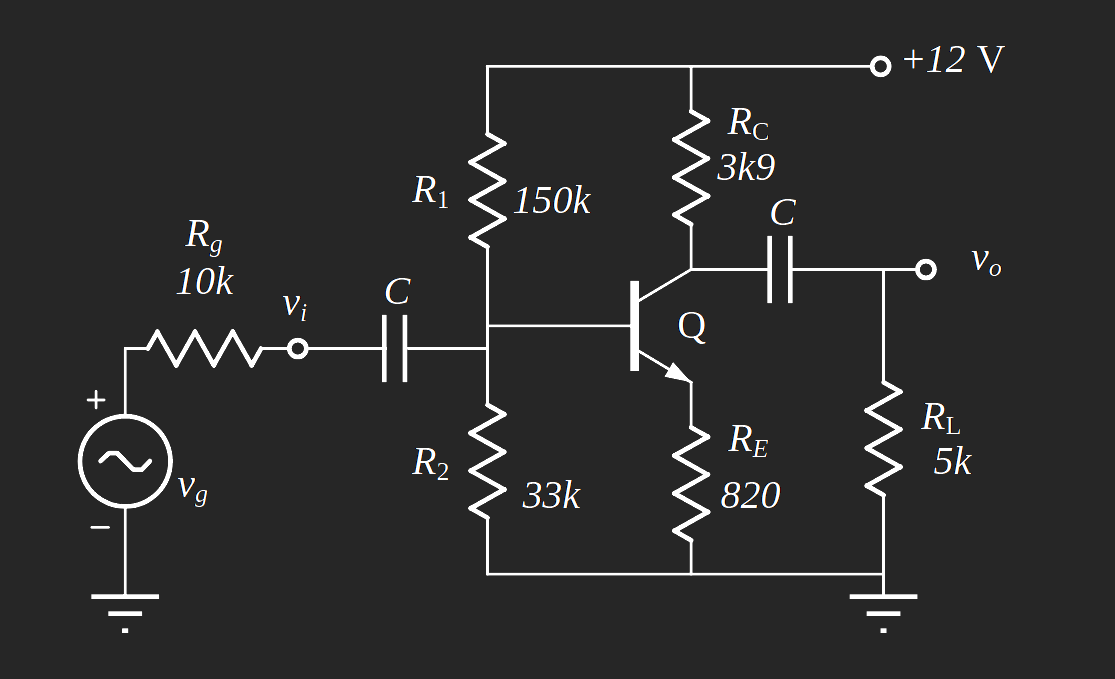 +12 V
R_C
3k9
R_1
150k
C
R_g
10k
v_i
C
v_o
Q
+
R_2
33k
R_E
820
R_L
5k
v_g
−